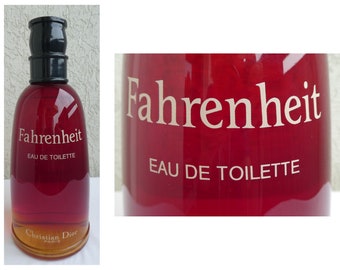 Fahrenheit
EAU DE TOILETTE
Christian Dior
Fahrenheit
EAU DE TOILETTE